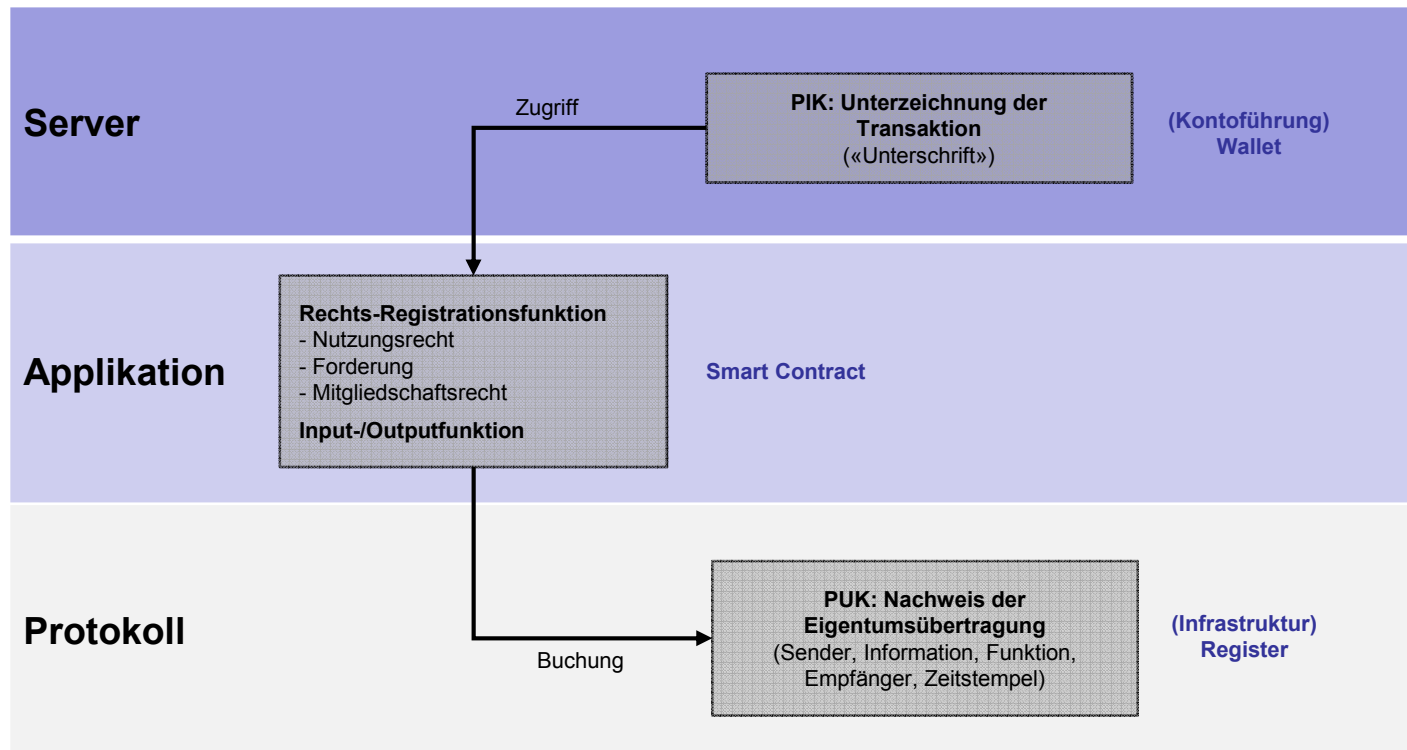 Server
Zugriff
PIK: Unterzeichnung der
Transaktion
(«Unterschrift»)
(Kontoführung)
Wallet
Applikation
Rechts-Registrationsfunktion
- Nutzungsrecht
- Forderung
- Mitgliedschaftsrecht
Input-/Outputfunktion
Smart Contract
Protokoll
Buchung
PUK: Nachweis der
Eigentumsübertragung
(Sender, Information, Funktion,
Empfänger, Zeitstempel)
(Infrastruktur)
Register